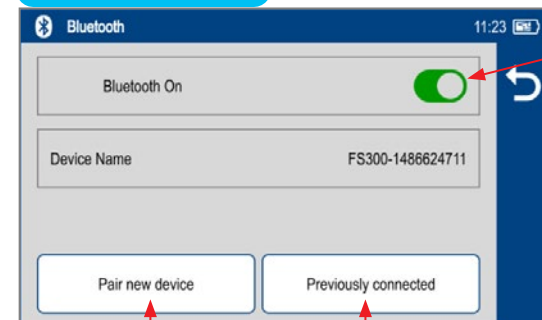 Bluetooth 11:23
Bluetooth On
Device Name FS300-1486624711
Pair new device Previously connected